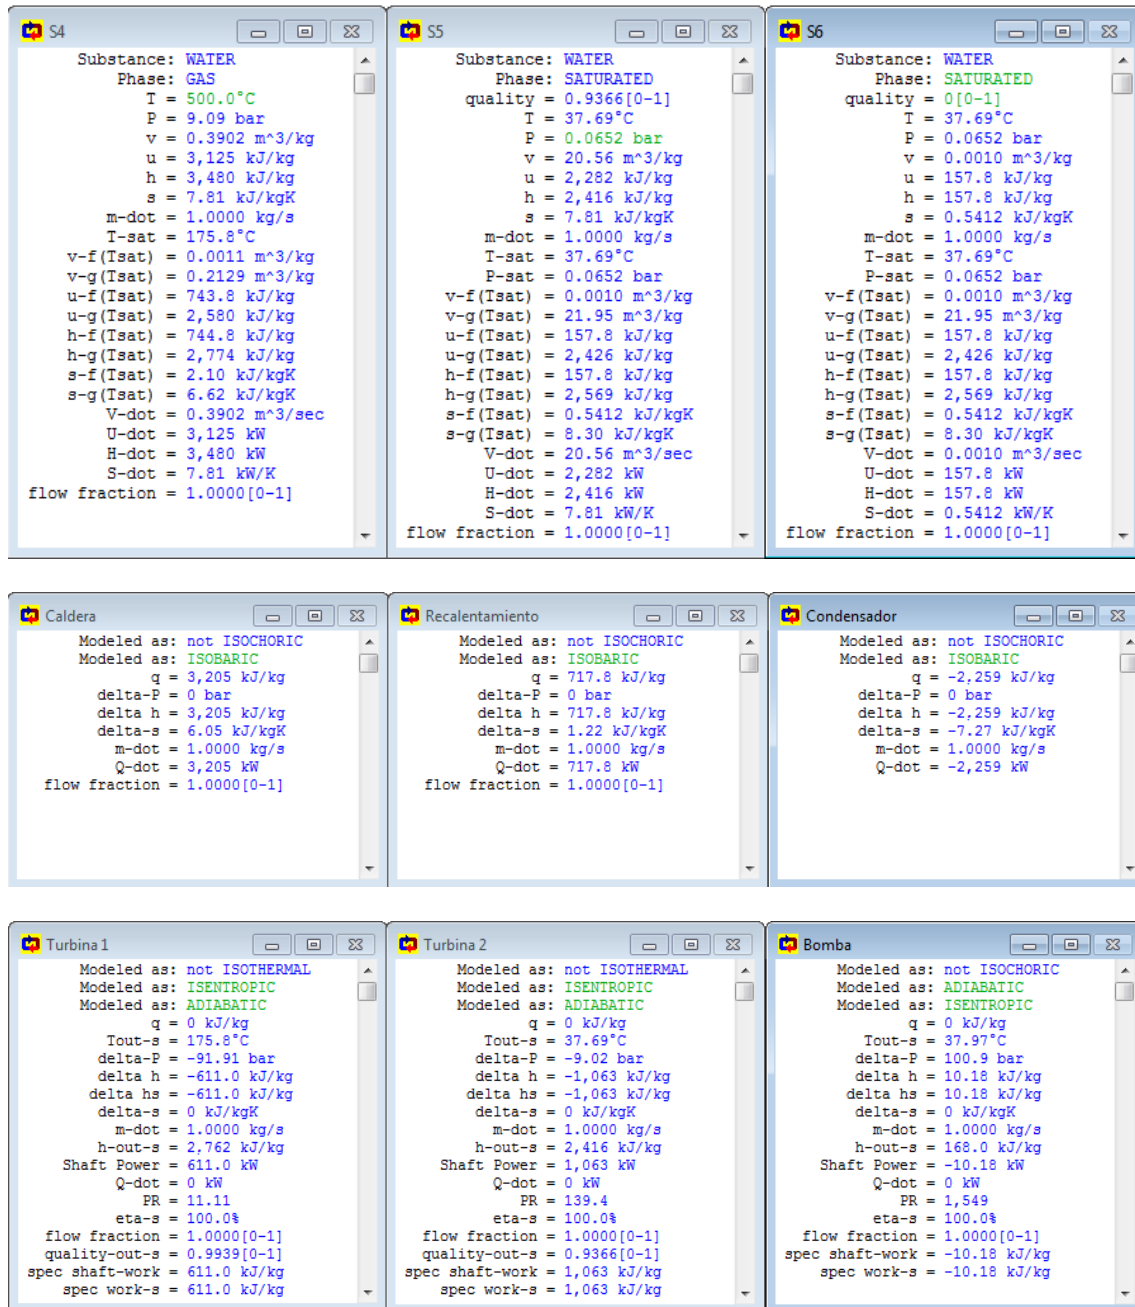 S4
Substance: WATER
Phase: GAS
T = 500.0°C
P = 9.09 bar
v = 0.3902 m^3/kg
u = 3,125 kJ/kg
h = 3,480 kJ/kg
s = 7.81 kJ/kgK
m-dot = 1.0000 kg/s
T-sat = 175.8°C
v-f(Tsat) = 0.0011 m^3/kg
v-g(Tsat) = 0.2129 m^3/kg
u-f(Tsat) = 743.8 kJ/kg
u-g(Tsat) = 2,580 kJ/kg
h-f(Tsat) = 744.8 kJ/kg
h-g(Tsat) = 2,774 kJ/kg
s-f(Tsat) = 2.10 kJ/kgK
s-g(Tsat) = 6.62 kJ/kgK
V-dot = 0.3902 m^3/sec
U-dot = 3,125 kW
H-dot = 3,480 kW
S-dot = 7.81 kW/K
flow fraction = 1.0000[0-1]
S5
Substance: WATER
Phase: SATURATED
quality = 0.9366[0-1]
T = 37.69°C
P = 0.0652 bar
v = 20.56 m^3/kg
u = 2,282 kJ/kg
h = 2,416 kJ/kg
s = 7.81 kJ/kgK
m-dot = 1.0000 kg/s
T-sat = 37.69°C
P-sat = 0.0652 bar
v-f(Tsat) = 0.0010 m^3/kg
v-g(Tsat) = 21.95 m^3/kg
u-f(Tsat) = 157.8 kJ/kg
u-g(Tsat) = 2,426 kJ/kg
h-f(Tsat) = 157.8 kJ/kg
h-g(Tsat) = 2,569 kJ/kg
s-f(Tsat) = 0.5412 kJ/kgK
s-g(Tsat) = 8.30 kJ/kgK
V-dot = 20.56 m^3/sec
U-dot = 2,282 kW
H-dot = 2,416 kW
S-dot = 7.81 kW/K
flow fraction = 1.0000[0-1]
S6
Substance: WATER
Phase: SATURATED
quality = 0[0-1]
T = 37.69°C
P = 0.0652 bar
v = 0.0010 m^3/kg
u = 157.8 kJ/kg
h = 157.8 kJ/kg
s = 0.5412 kJ/kgK
m-dot = 1.0000 kg/s
T-sat = 37.69°C
P-sat = 0.0652 bar
v-f(Tsat) = 0.0010 m^3/kg
v-g(Tsat) = 21.95 m^3/kg
u-f(Tsat) = 157.8 kJ/kg
u-g(Tsat) = 2,426 kJ/kg
h-f(Tsat) = 157.8 kJ/kg
h-g(Tsat) = 2,569 kJ/kg
s-f(Tsat) = 0.5412 kJ/kgK
s-g(Tsat) = 8.30 kJ/kgK
V-dot = 0.0010 m^3/sec
U-dot = 157.8 kW
H-dot = 157.8 kW
S-dot = 0.5412 kW/K
flow fraction = 1.0000[0-1]
Caldera
Modeled as: not ISOCHORIC
Modeled as: ISOBARIC
q = 3,205 kJ/kg
delta-P = 0 bar
delta h = 3,205 kJ/kg
delta-s = 6.05 kJ/kgK
m-dot = 1.0000 kg/s
Q-dot = 3,205 kW
flow fraction = 1.0000[0-1]
Recalentamiento
Modeled as: not ISOCHORIC
Modeled as: ISOBARIC
q = 717.8 kJ/kg
delta-P = 0 bar
delta h = 717.8 kJ/kg
delta-s = 1.22 kJ/kgK
m-dot = 1.0000 kg/s
Q-dot = 717.8 kW
flow fraction = 1.0000[0-1]
Condensador
Modeled as: not ISOCHORIC
Modeled as: ISOBARIC
q = -2,259 kJ/kg
delta-P = 0 bar
delta h = -2,259 kJ/kg
delta-s = -7.27 kJ/kgK
m-dot = 1.0000 kg/s
Q-dot = -2,259 kW
Turbina 1
Modeled as: not ISOTHERMAL
Modeled as: ISENTROPIC
Modeled as: ADIABATIC
q = 0 kJ/kg
Tout-s = 175.8°C
delta-P = -91.91 bar
delta h = -611.0 kJ/kg
delta hs = -611.0 kJ/kg
delta-s = 0 kJ/kgK
m-dot = 1.0000 kg/s
h-out-s = 2,762 kJ/kg
Shaft Power = 611.0 kW
Q-dot = 0 kW
PR = 11.11
eta-s = 100.0%
flow fraction = 1.0000[0-1]
quality-out-s = 0.9939[0-1]
spec shaft-work = 611.0 kJ/kg
spec work-s = 611.0 kJ/kg
Turbina 2
Modeled as: not ISOTHERMAL
Modeled as: ISENTROPIC
Modeled as: ADIABATIC
q = 0 kJ/kg
Tout-s = 37.69°C
delta-P = -9.02 bar
delta h = -1,063 kJ/kg
delta hs = -1,063 kJ/kg
delta-s = 0 kJ/kgK
m-dot = 1.0000 kg/s
h-out-s = 2,416 kJ/kg
Shaft Power = 1,063 kW
Q-dot = 0 kW
PR = 139.4
eta-s = 100.0%
flow fraction = 1.0000[0-1]
quality-out-s = 0.9366[0-1]
spec shaft-work = 1,063 kJ/kg
spec work-s = 1,063 kJ/kg
Bomba
Modeled as: not ISOCHORIC
Modeled as: ADIABATIC
Modeled as: ISENTROPIC
q = 0 kJ/kg
Tout-s = 37.97°C
delta-P = 100.9 bar
delta h = 10.18 kJ/kg
delta hs = 10.18 kJ/kg
delta-s = 0 kJ/kgK
m-dot = 1.0000 kg/s
h-out-s = 168.0 kJ/kg
Shaft Power = -10.18 kW
Q-dot = 0 kW
PR = 1,549
eta-s = 100.0%
flow fraction = 1.0000[0-1]
spec shaft-work = -10.18 kJ/kg
spec work-s = -10.18 kJ/kg